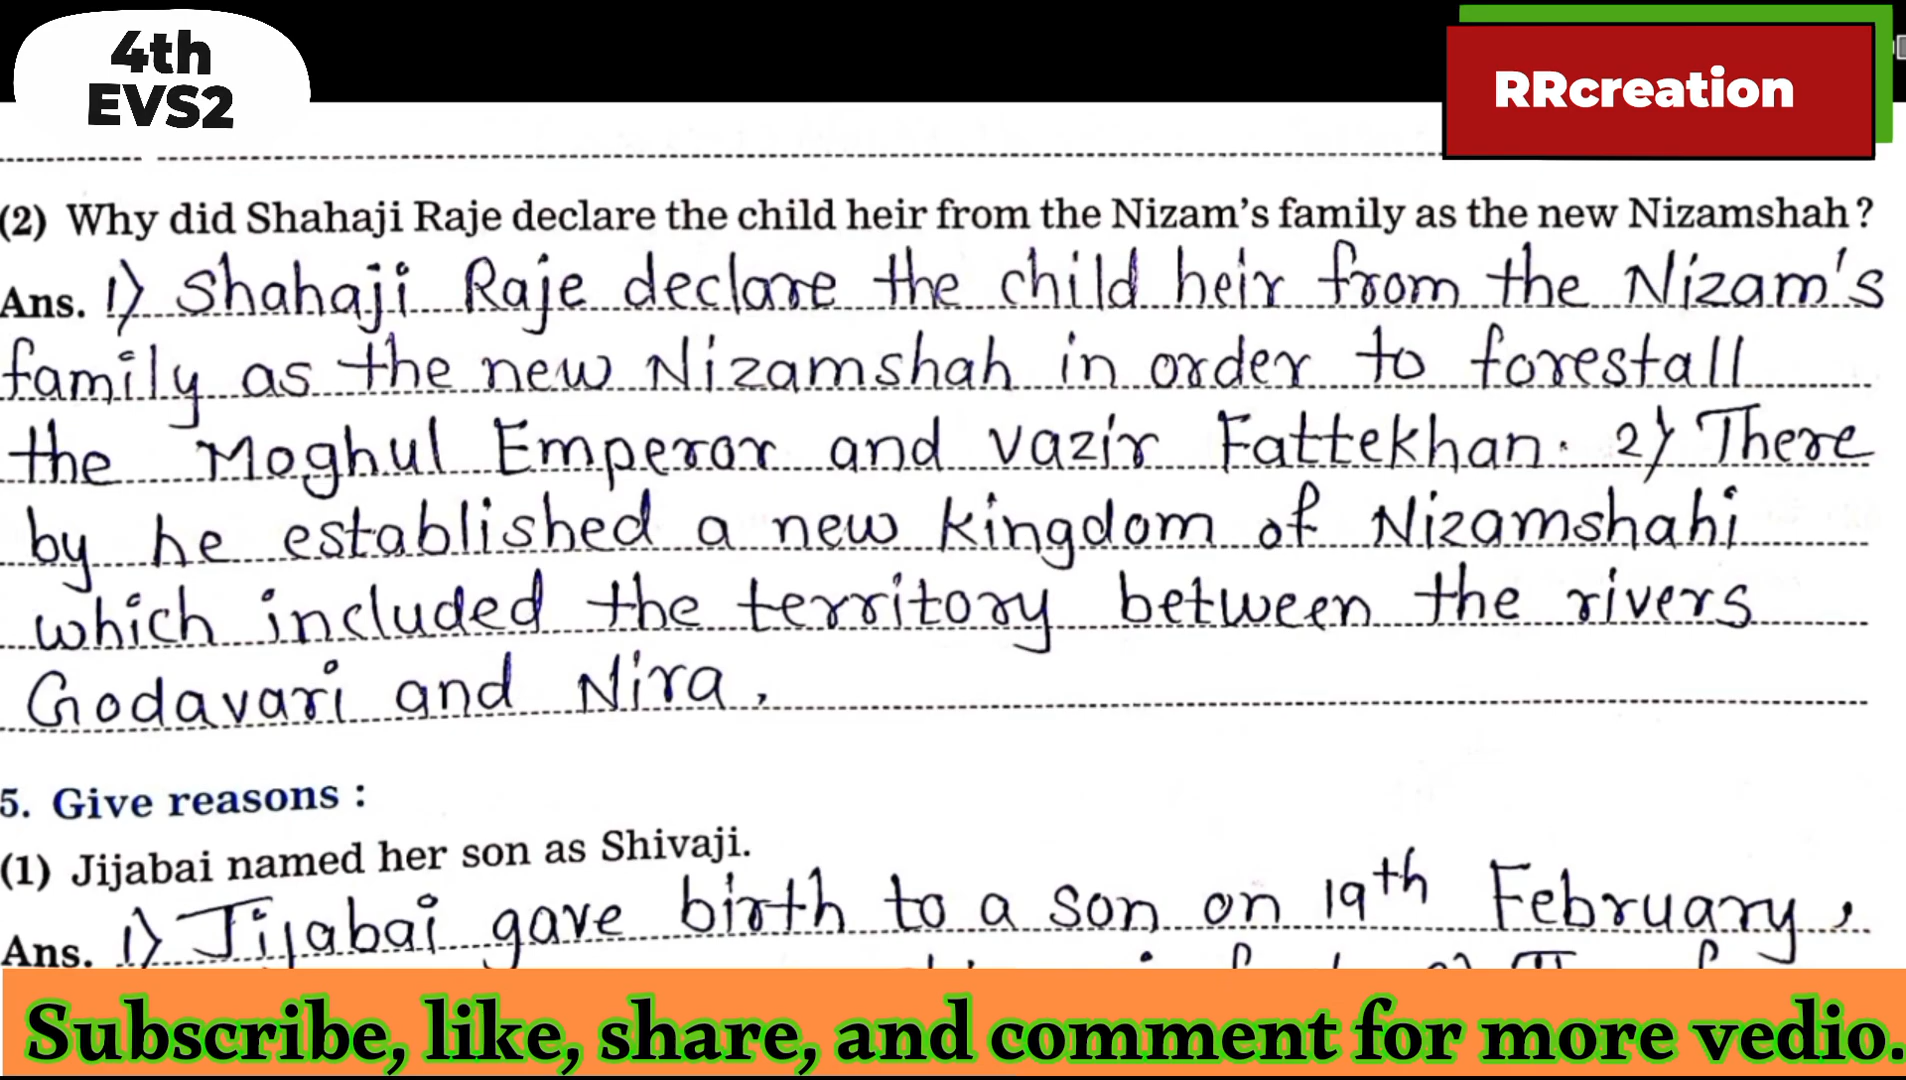 4th
EVS2
RRcreation
(2) Why did Shahaji Raje declare the child heir from the Nizam's family as the new Nizamshah?
Ans. 1) Shahaji Raje declare the child heir from the Nizam's
family as the new Nizamshah in order to forestall
the Moghul Emperor and vazir Fattekhan. 2) There
by he established a new kingdom of Nizamshahi
which included the territory between the rivers
Godavari and Nira.
5. Give reasons :
(1) Jijabai named her son as Shivaji.
Ans. 1) Jijabai gave birth to a son on 19th February,
Subscribe, like, share, and comment for more vedio.